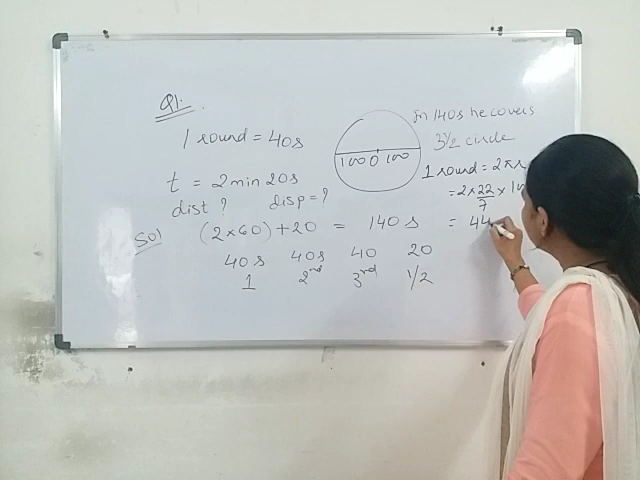 Q1:
1 round = 40s
t = 2 min 20s
dist ? disp = ?
Sol (2×60) + 20 = 140 s
40s 40s 40 20
1 2nd 3rd 1/2
100 0 100
In 140s he covers
3½ circle
1 round = 2πr
= 2 × 22/7 ×
= 44